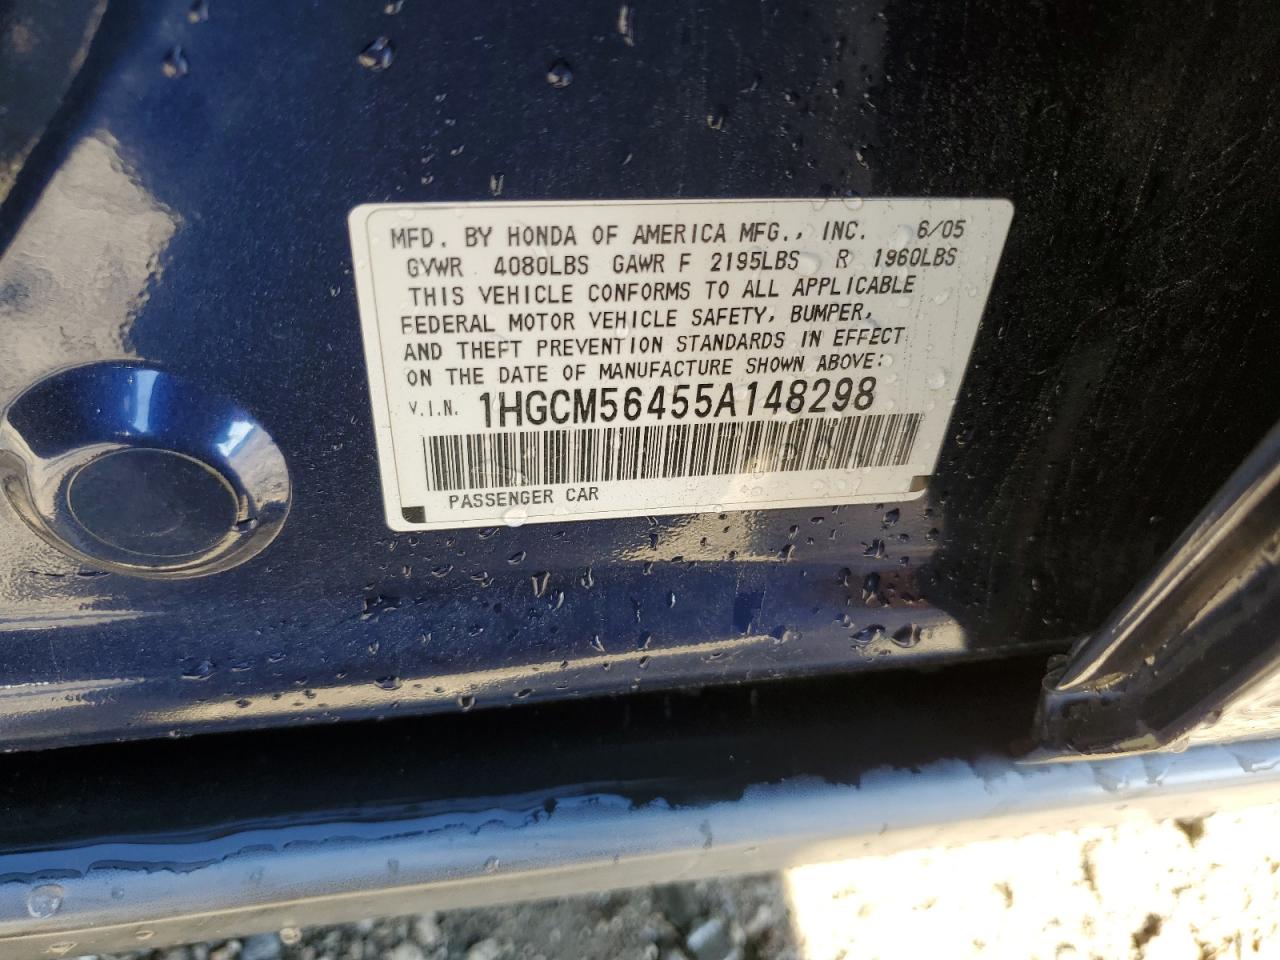 MFD. BY HONDA OF AMERICA MFG., INC. 6/05
GVWR 4080LBS GAWR F 2195LBS R 1960LBS
THIS VEHICLE CONFORMS TO ALL APPLICABLE
FEDERAL MOTOR VEHICLE SAFETY, BUMPER,
AND THEFT PREVENTION STANDARDS IN EFFECT
ON THE DATE OF MANUFACTURE SHOWN ABOVE:
V.I.N. 1HGCM56455A148298
PASSENGER CAR